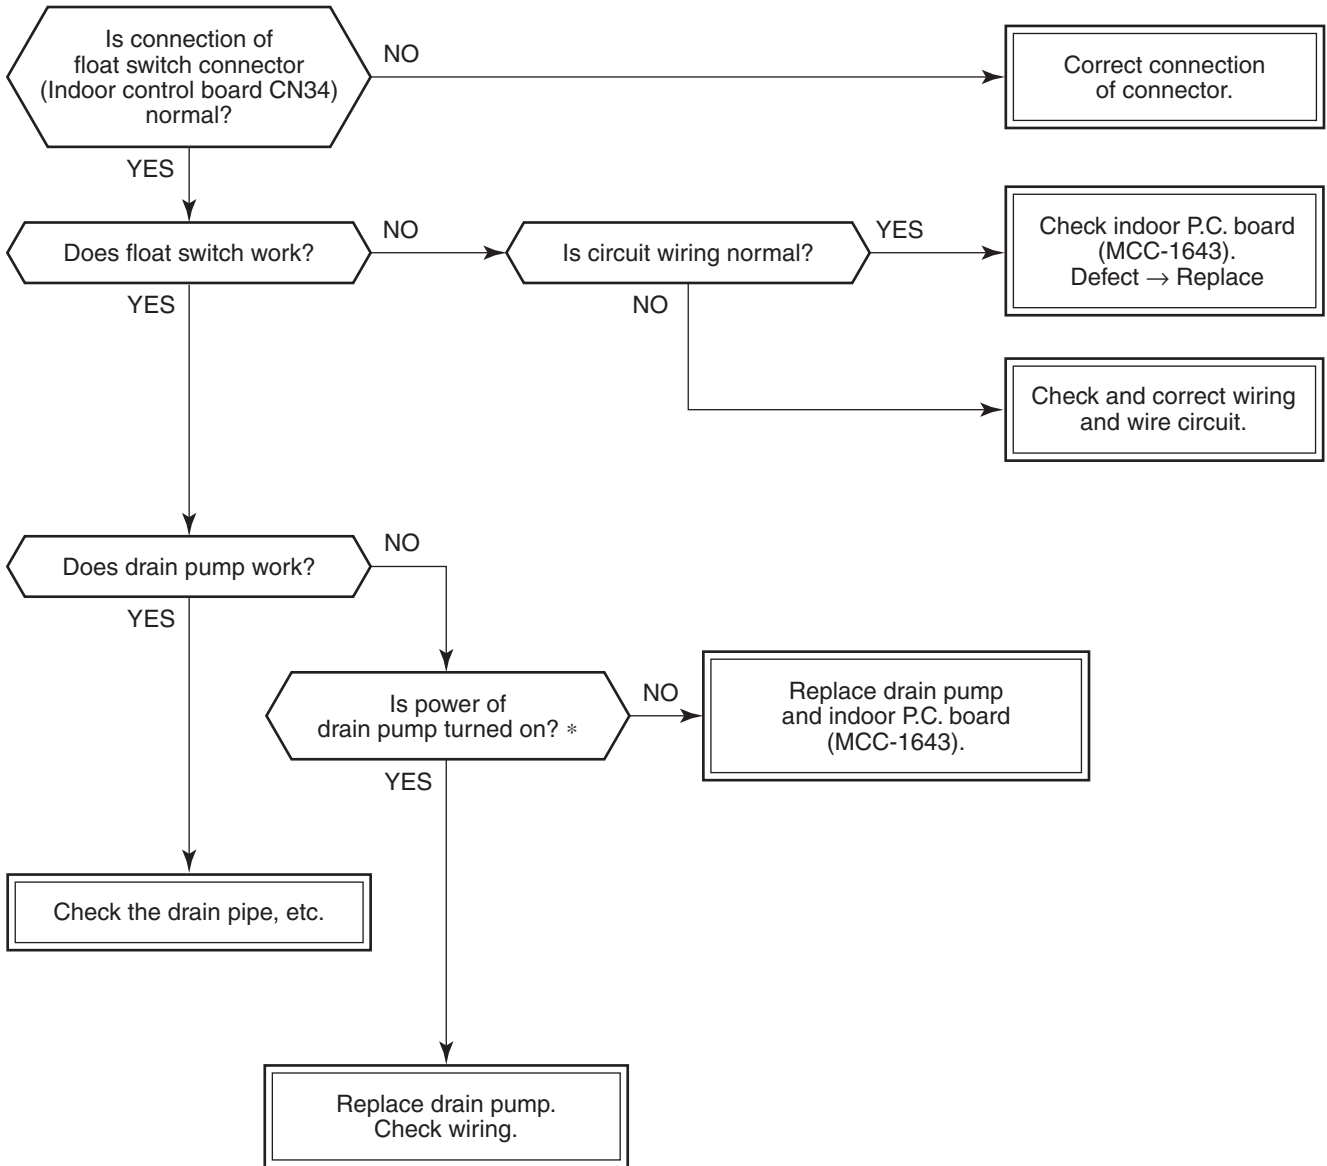 Is connection of
float switch connector
(Indoor control board CN34)
normal?
NO
Correct connection
of connector.
YES
Does float switch work?
NO
Is circuit wiring normal?
YES
Check indoor P.C. board
(MCC-1643).
Defect → Replace
YES
NO
Check and correct wiring
and wire circuit.
Does drain pump work?
NO
YES
Is power of
drain pump turned on? *
NO
Replace drain pump
and indoor P.C. board
(MCC-1643).
YES
Check the drain pipe, etc.
Replace drain pump.
Check wiring.